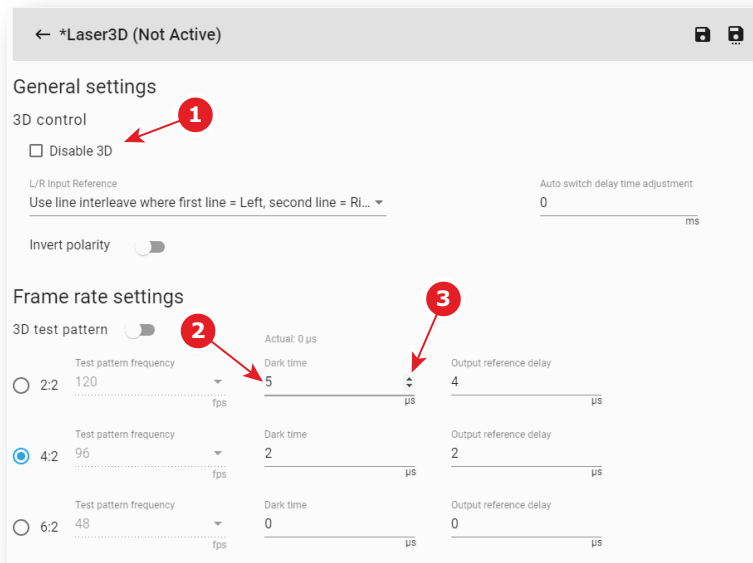 ← *Laser3D (Not Active)
General settings
3D control
1
Disable 3D
L/R Input Reference
Auto switch delay time adjustment
Use line interleave where first line = Left, second line = Ri...
0
ms
Invert polarity
Frame rate settings
3
3D test pattern
2
Actual: 0 µs
Test pattern frequency
Dark time
Output reference delay
2:2
120
5
4
fps
µs
µs
Test pattern frequency
Dark time
Output reference delay
4:2
96
2
2
fps
µs
µs
Test pattern frequency
Dark time
Output reference delay
6:2
48
0
0
fps
µs
µs